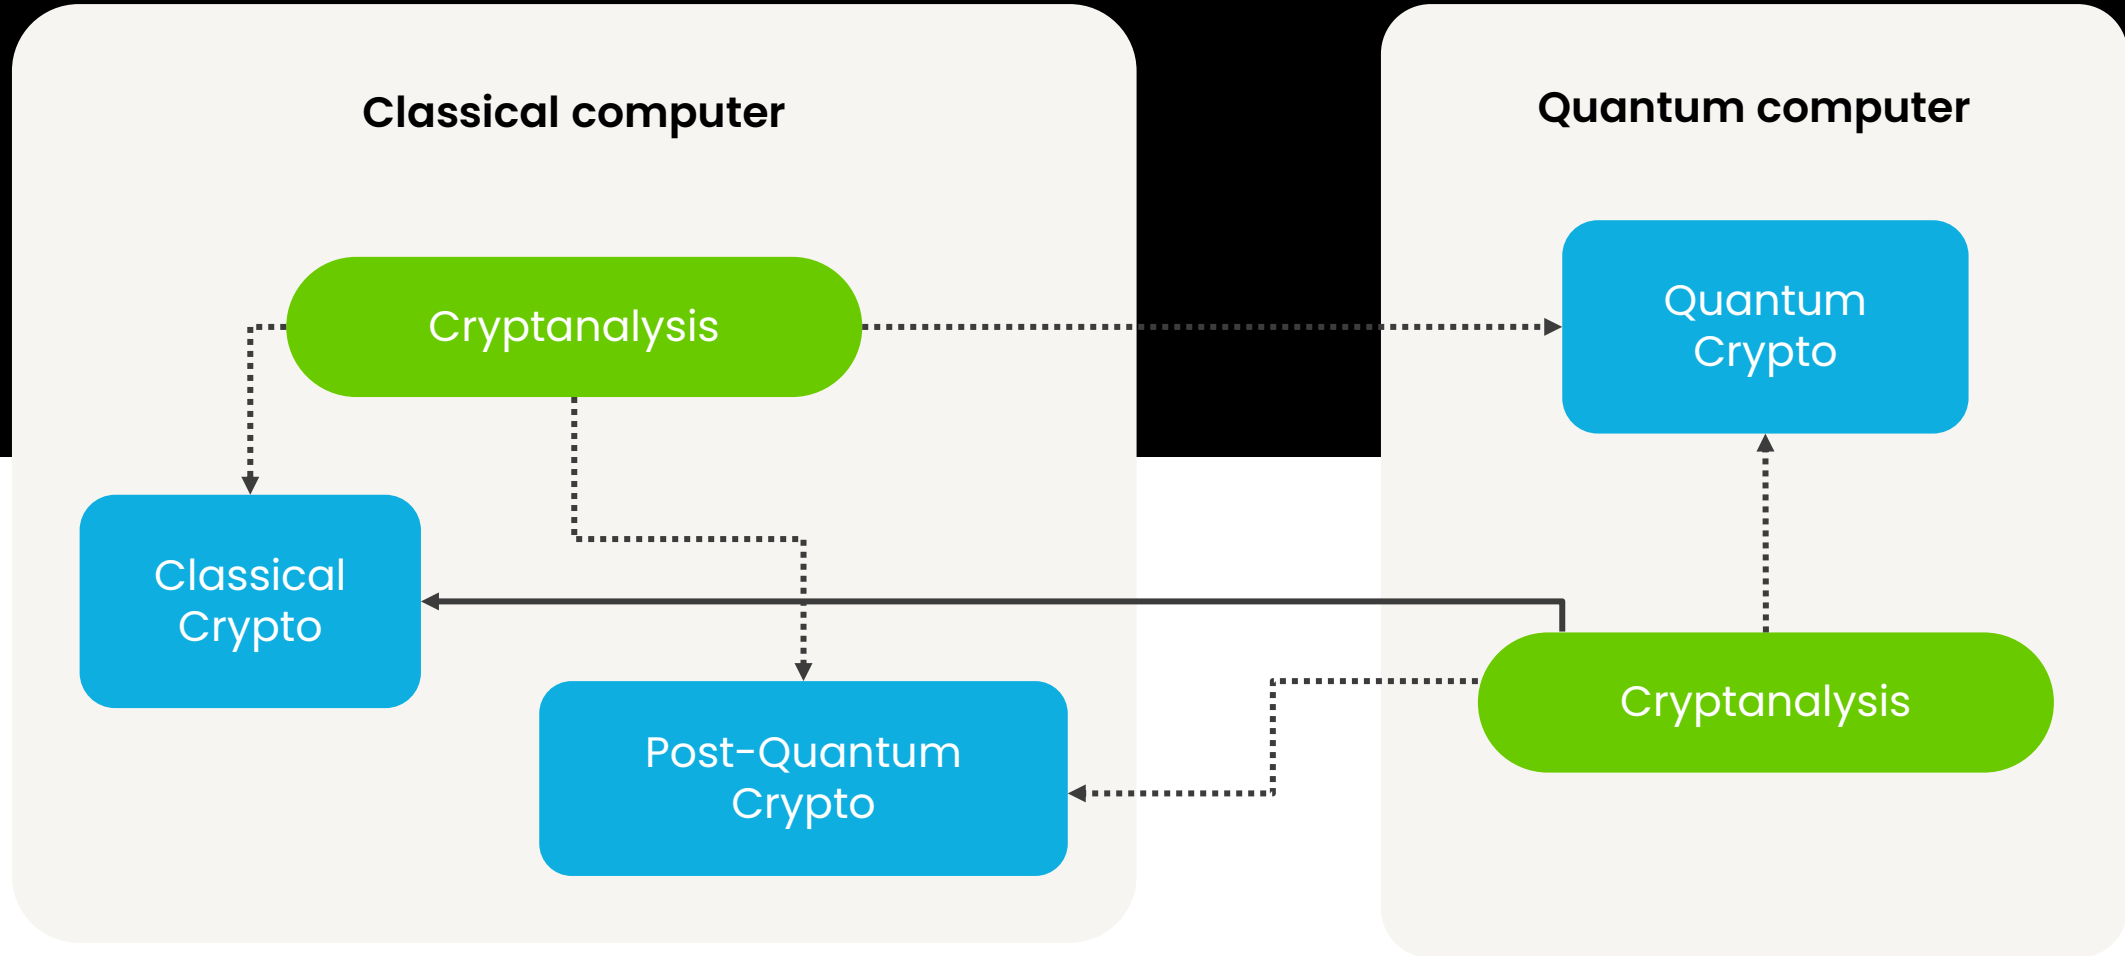 Classical computer
Cryptanalysis
Classical
Crypto
Post-Quantum
Crypto
Quantum computer
Quantum
Crypto
Cryptanalysis